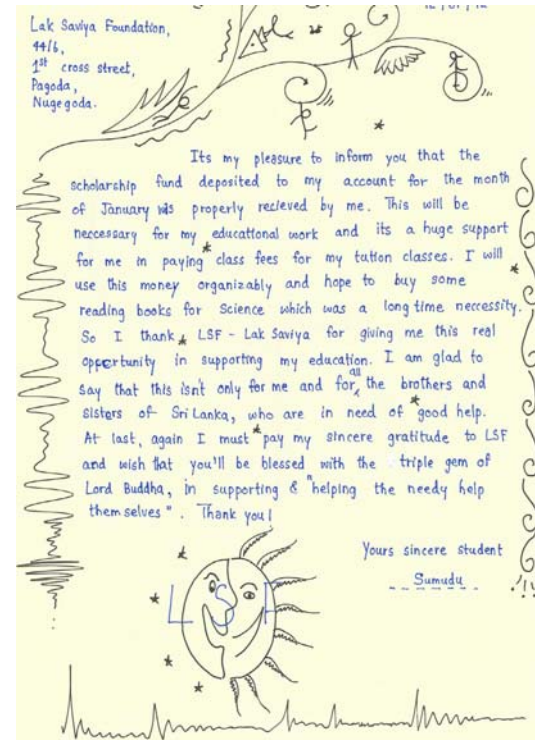 Lak Saviya Foundation,
44/6,
1st cross street,
Pagoda,
Nugegoda.
Its my pleasure to inform you that the
scholarship fund deposited to my account for the month
of January was properly recieved by me. This will be
neccessary for my educational work and its a huge support
for me in paying class fees for my tution classes. I will
use this money organizably and hope to buy some
reading books for Science which was a long time neccessity.
So I thank LSF - Lak Saviya for giving me this real
oppertunity in supporting my education. I am glad to
say that this isn't only for me and for all the brothers and
sisters of Sri Lanka, who are in need of good help.
At last, again I must pay my sincere gratitude to LSF
and wish that you'll be blessed with the triple gem of
Lord Buddha, in supporting & "helping the needy help
them selves". Thank you!
Yours sincere student
Sumudu
LSF